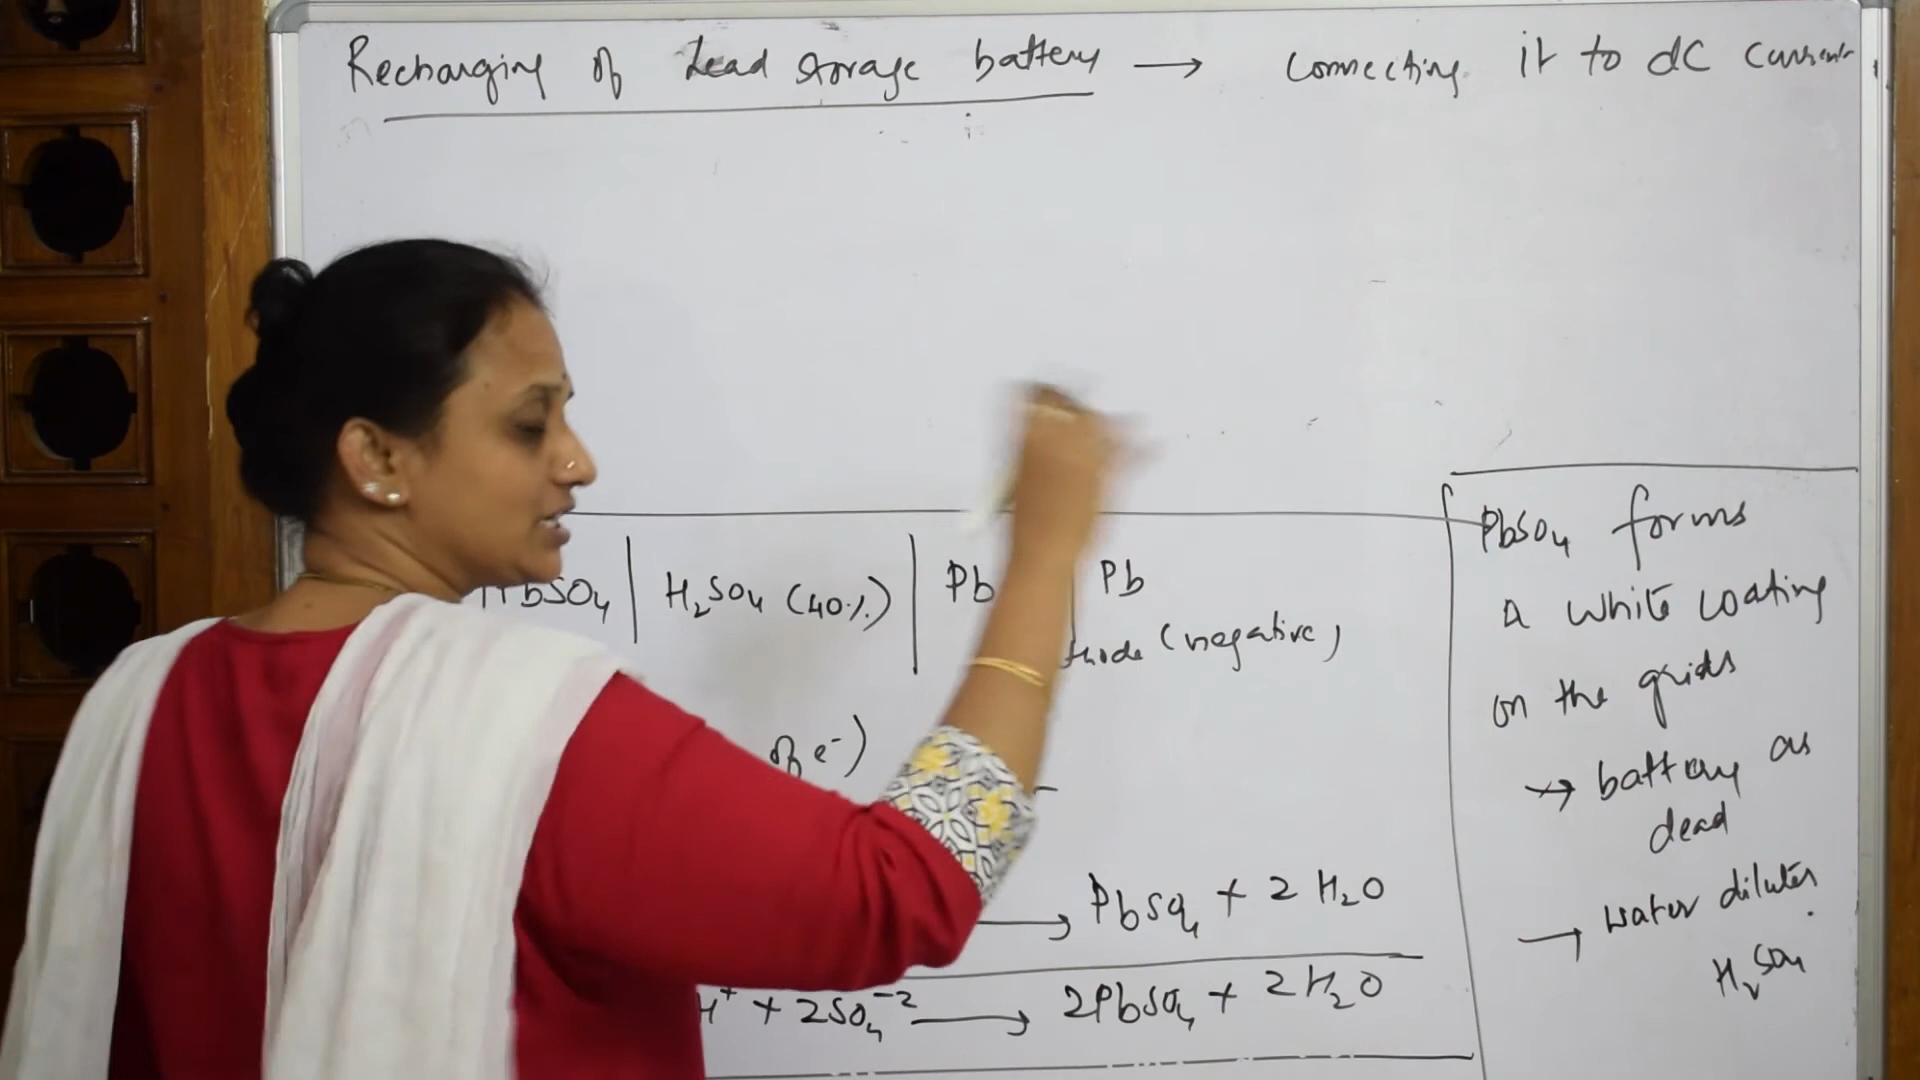 Recharging of Lead storage battery → connecting it to DC current
PbSO₄ | H₂SO₄ (40%) | Pb Pb
(negative)
of e⁻)
→ PbSO₄ + 2 H₂O
H⁺ + 2SO₄⁻² → 2PbSO₄ + 2H₂O
PbSO₄ forms
a white coating
on the grids
→ battery as
dead
→ water dilutes
H₂SO₄